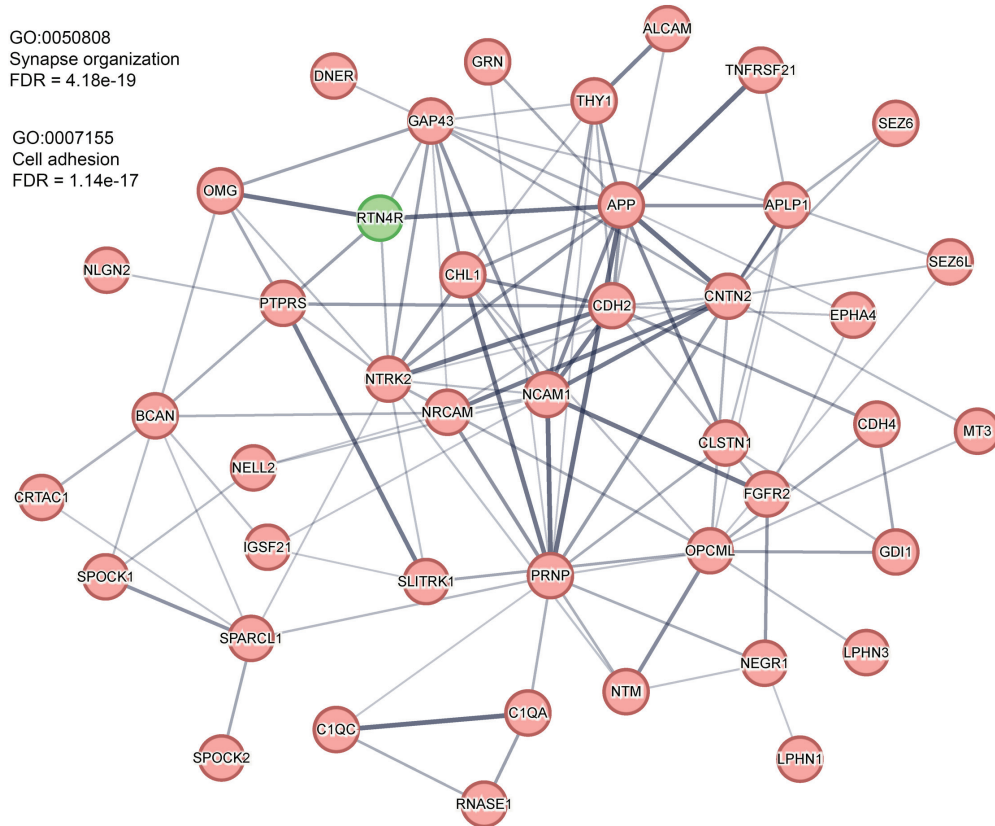 GO:0050808
Synapse organization
FDR = 4.18e-19
GO:0007155
Cell adhesion
FDR = 1.14e-17
ALCAM
GRN
TNFRSF21
DNER
THY1
GAP43
SEZ6
OMG
RTN4R
APP
APLP1
NLGN2
CHL1
SEZ6L
PTPRS
CDH2
CNTN2
EPHA4
NTRK2
NCAM1
NRCAM
BCAN
CDH4
MT3
CLSTN1
NELL2
CRTAC1
FGFR2
IGSF21
OPCML
GDI1
SPOCK1
SLITRK1
PRNP
SPARCL1
LPHN3
NEGR1
NTM
C1QA
C1QC
SPOCK2
LPHN1
RNASE1